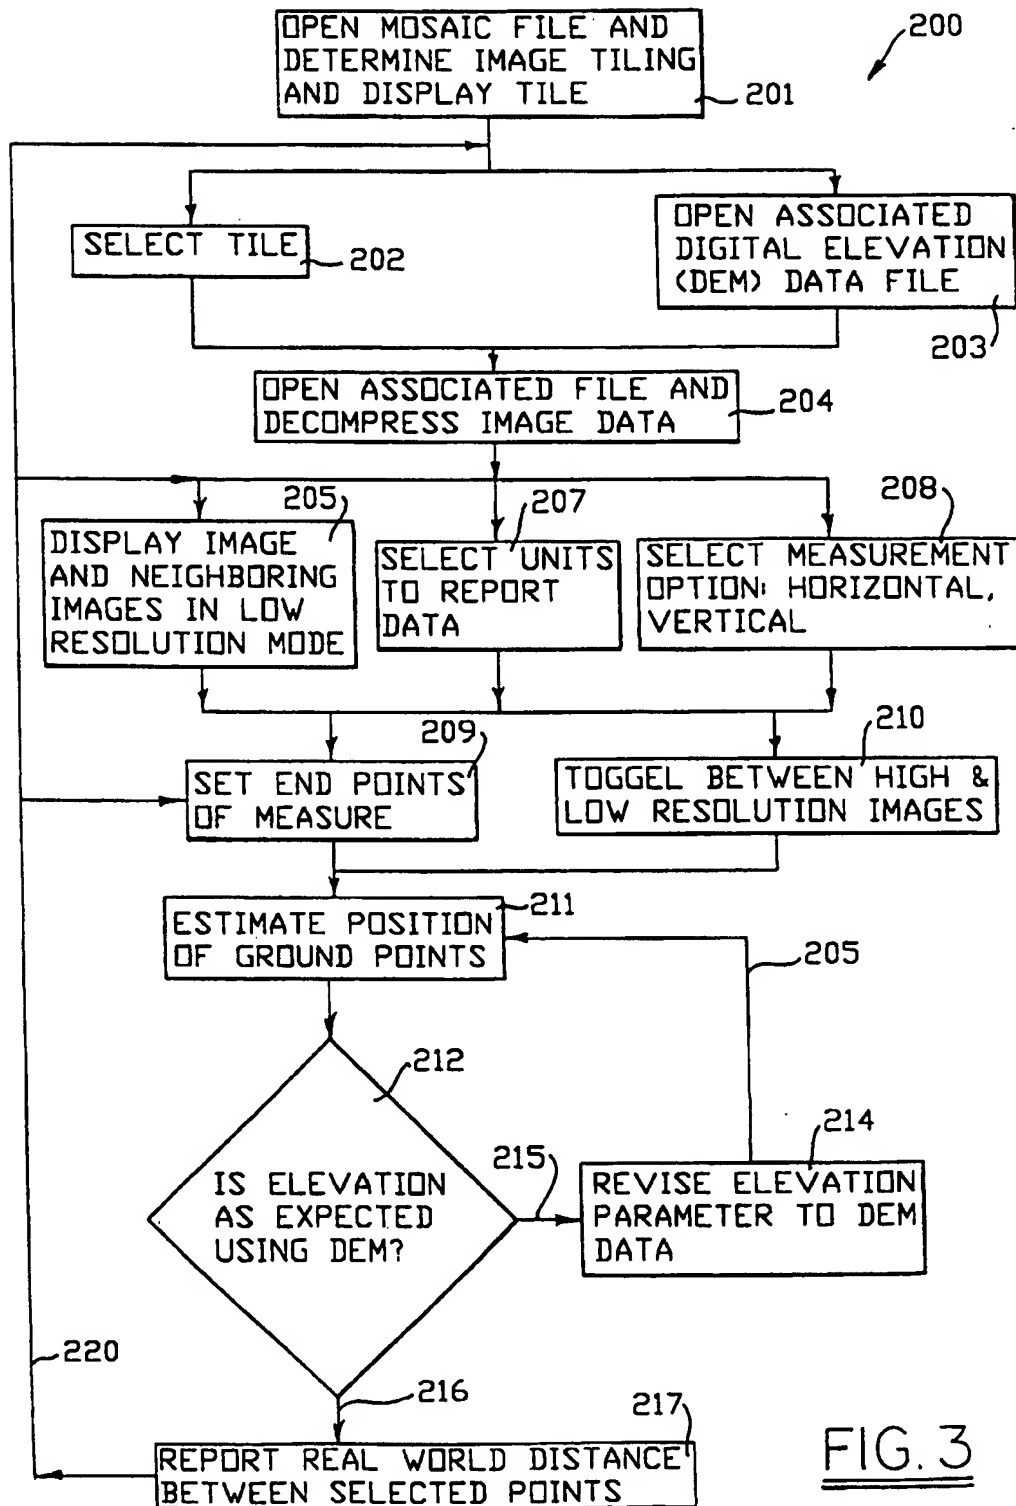 OPEN MOSAIC FILE AND
DETERMINE IMAGE TILING
AND DISPLAY TILE
201
200
SELECT TILE
202
OPEN ASSOCIATED
DIGITAL ELEVATION
(DEM) DATA FILE
203
OPEN ASSOCIATED FILE AND
DECOMPRESS IMAGE DATA
204
205
DISPLAY IMAGE
AND NEIGHBORING
IMAGES IN LOW
RESOLUTION MODE
207
SELECT UNITS
TO REPORT
DATA
208
SELECT MEASUREMENT
OPTION: HORIZONTAL,
VERTICAL
209
SET END POINTS
OF MEASURE
210
TOGGEL BETWEEN HIGH &
LOW RESOLUTION IMAGES
211
ESTIMATE POSITION
OF GROUND POINTS
205
212
IS ELEVATION
AS EXPECTED
USING DEM?
215
214
REVISE ELEVATION
PARAMETER TO DEM
DATA
220
216
217
REPORT REAL WORLD DISTANCE
BETWEEN SELECTED POINTS
FIG. 3